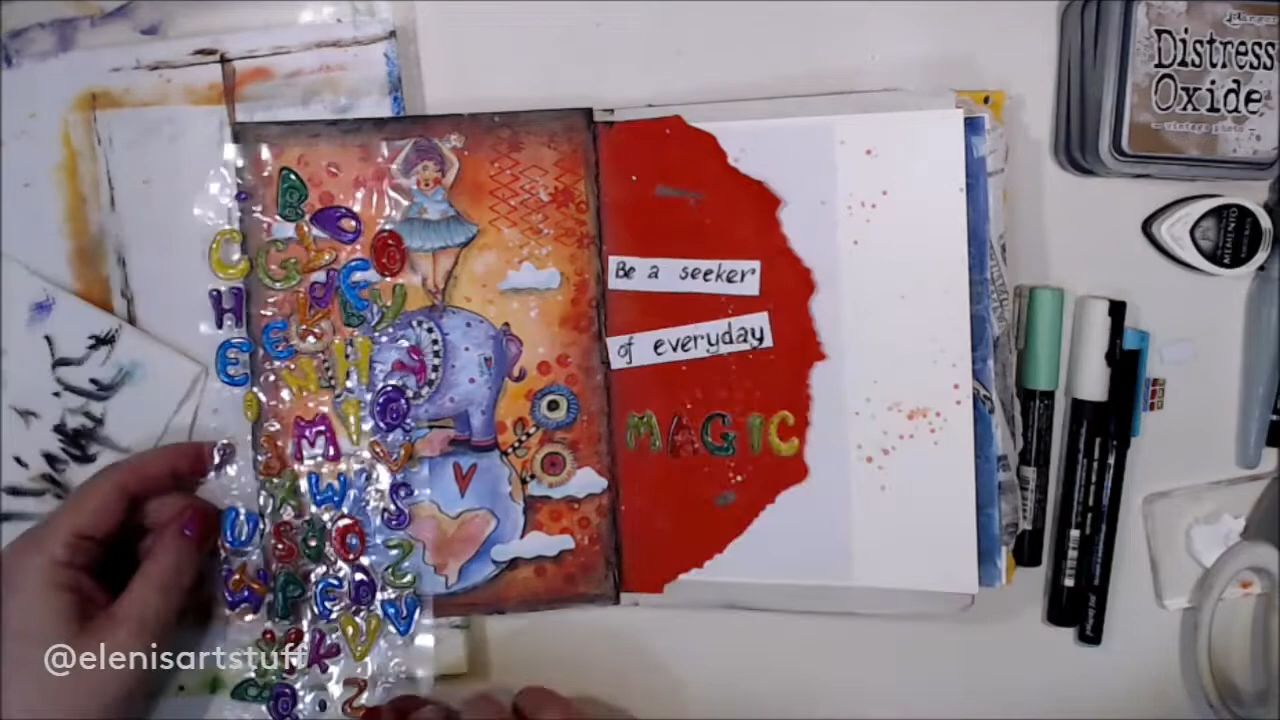 Be a seeker
of everyday
MAGIC
Distress
Oxide
vintage photo
MEMENTO
@elenisartstuff